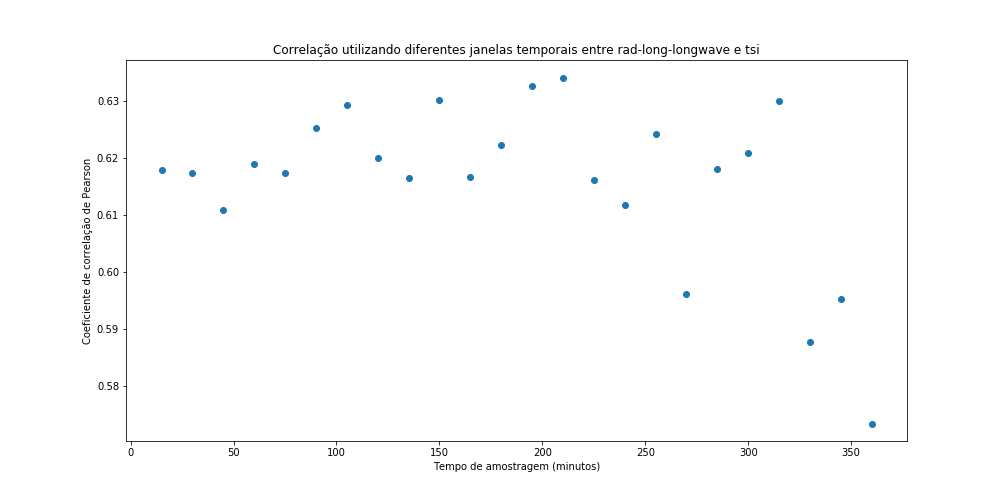 Correlação utilizando diferentes janelas temporais entre rad-long-longwave e tsi
Coeficiente de correlação de Pearson
0.63
0.62
0.61
0.60
0.59
0.58
0 50 100 150 200 250 300 350
Tempo de amostragem (minutos)